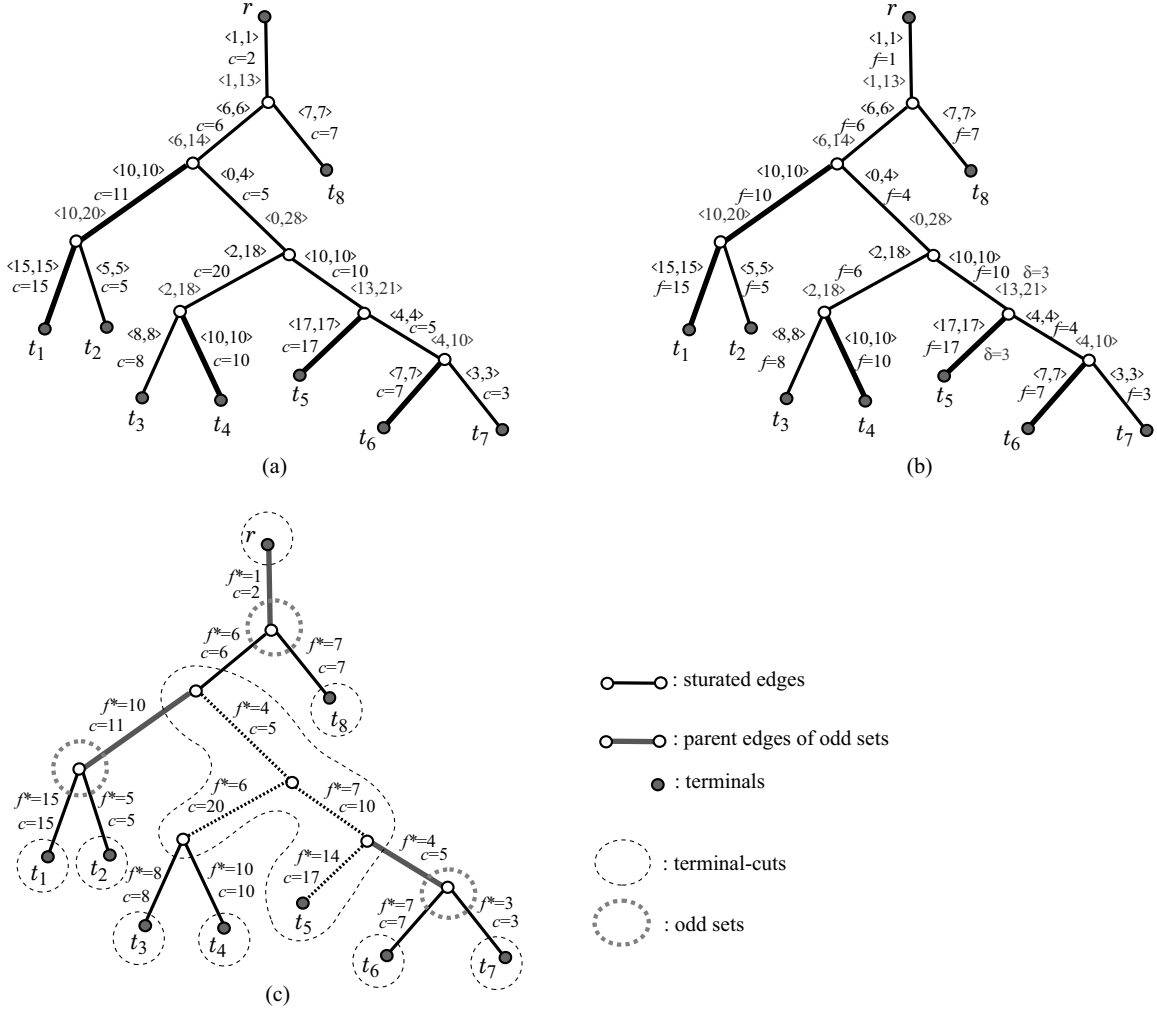 r
<1,1>
c=2
<1,13>
<6,6>
c=6
<7,7>
c=7
<6,14>
t8
<10,10>
c=11
<0,4>
c=5
<10,20>
<0,28>
<15,15>
c=15
<5,5>
c=5
<2,18>
c=20
<10,10>
c=10
<2,18>
<13,21>
t1
t2
<8,8>
c=8
<10,10>
c=10
<17,17>
c=17
<4,4>
c=5
<4,10>
t3
t4
t5
<7,7>
c=7
<3,3>
c=3
t6
t7
(a)
r
<1,1>
f=1
<1,13>
<6,6>
f=6
<7,7>
f=7
<6,14>
t8
<10,10>
f=10
<0,4>
f=4
<10,20>
<0,28>
<15,15>
f=15
<5,5>
f=5
<2,18>
f=6
<10,10>
f=10
δ=3
<2,18>
<13,21>
t1
t2
<8,8>
f=8
<10,10>
f=10
<17,17>
f=17
δ=3
<4,4>
f=4
<4,10>
t3
t4
t5
<7,7>
f=7
<3,3>
f=3
t6
t7
(b)
r
f*=1
c=2
f*=6
c=6
f*=7
c=7
t8
f*=10
c=11
f*=4
c=5
f*=15
c=15
f*=5
c=5
f*=6
c=20
f*=7
c=10
t1
t2
f*=8
c=8
f*=10
c=10
f*=14
c=17
f*=4
c=5
t3
t4
t5
f*=7
c=7
f*=3
c=3
t6
t7
(c)
: sturated edges
: parent edges of odd sets
: terminals
: terminal-cuts
: odd sets